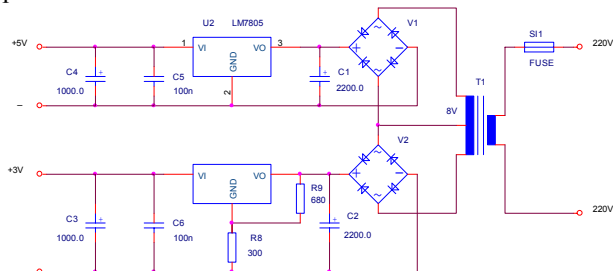 U2 LM7805
V1
+5V
1
VI VO
GND
3
2
C4
1000.0
C5
100n
C1
2200.0
–
SI1
FUSE
220V
T1
8V
V2
+3V
VI VO
GND
R9
680
C3
1000.0
C6
100n
R8
300
C2
2200.0
220V